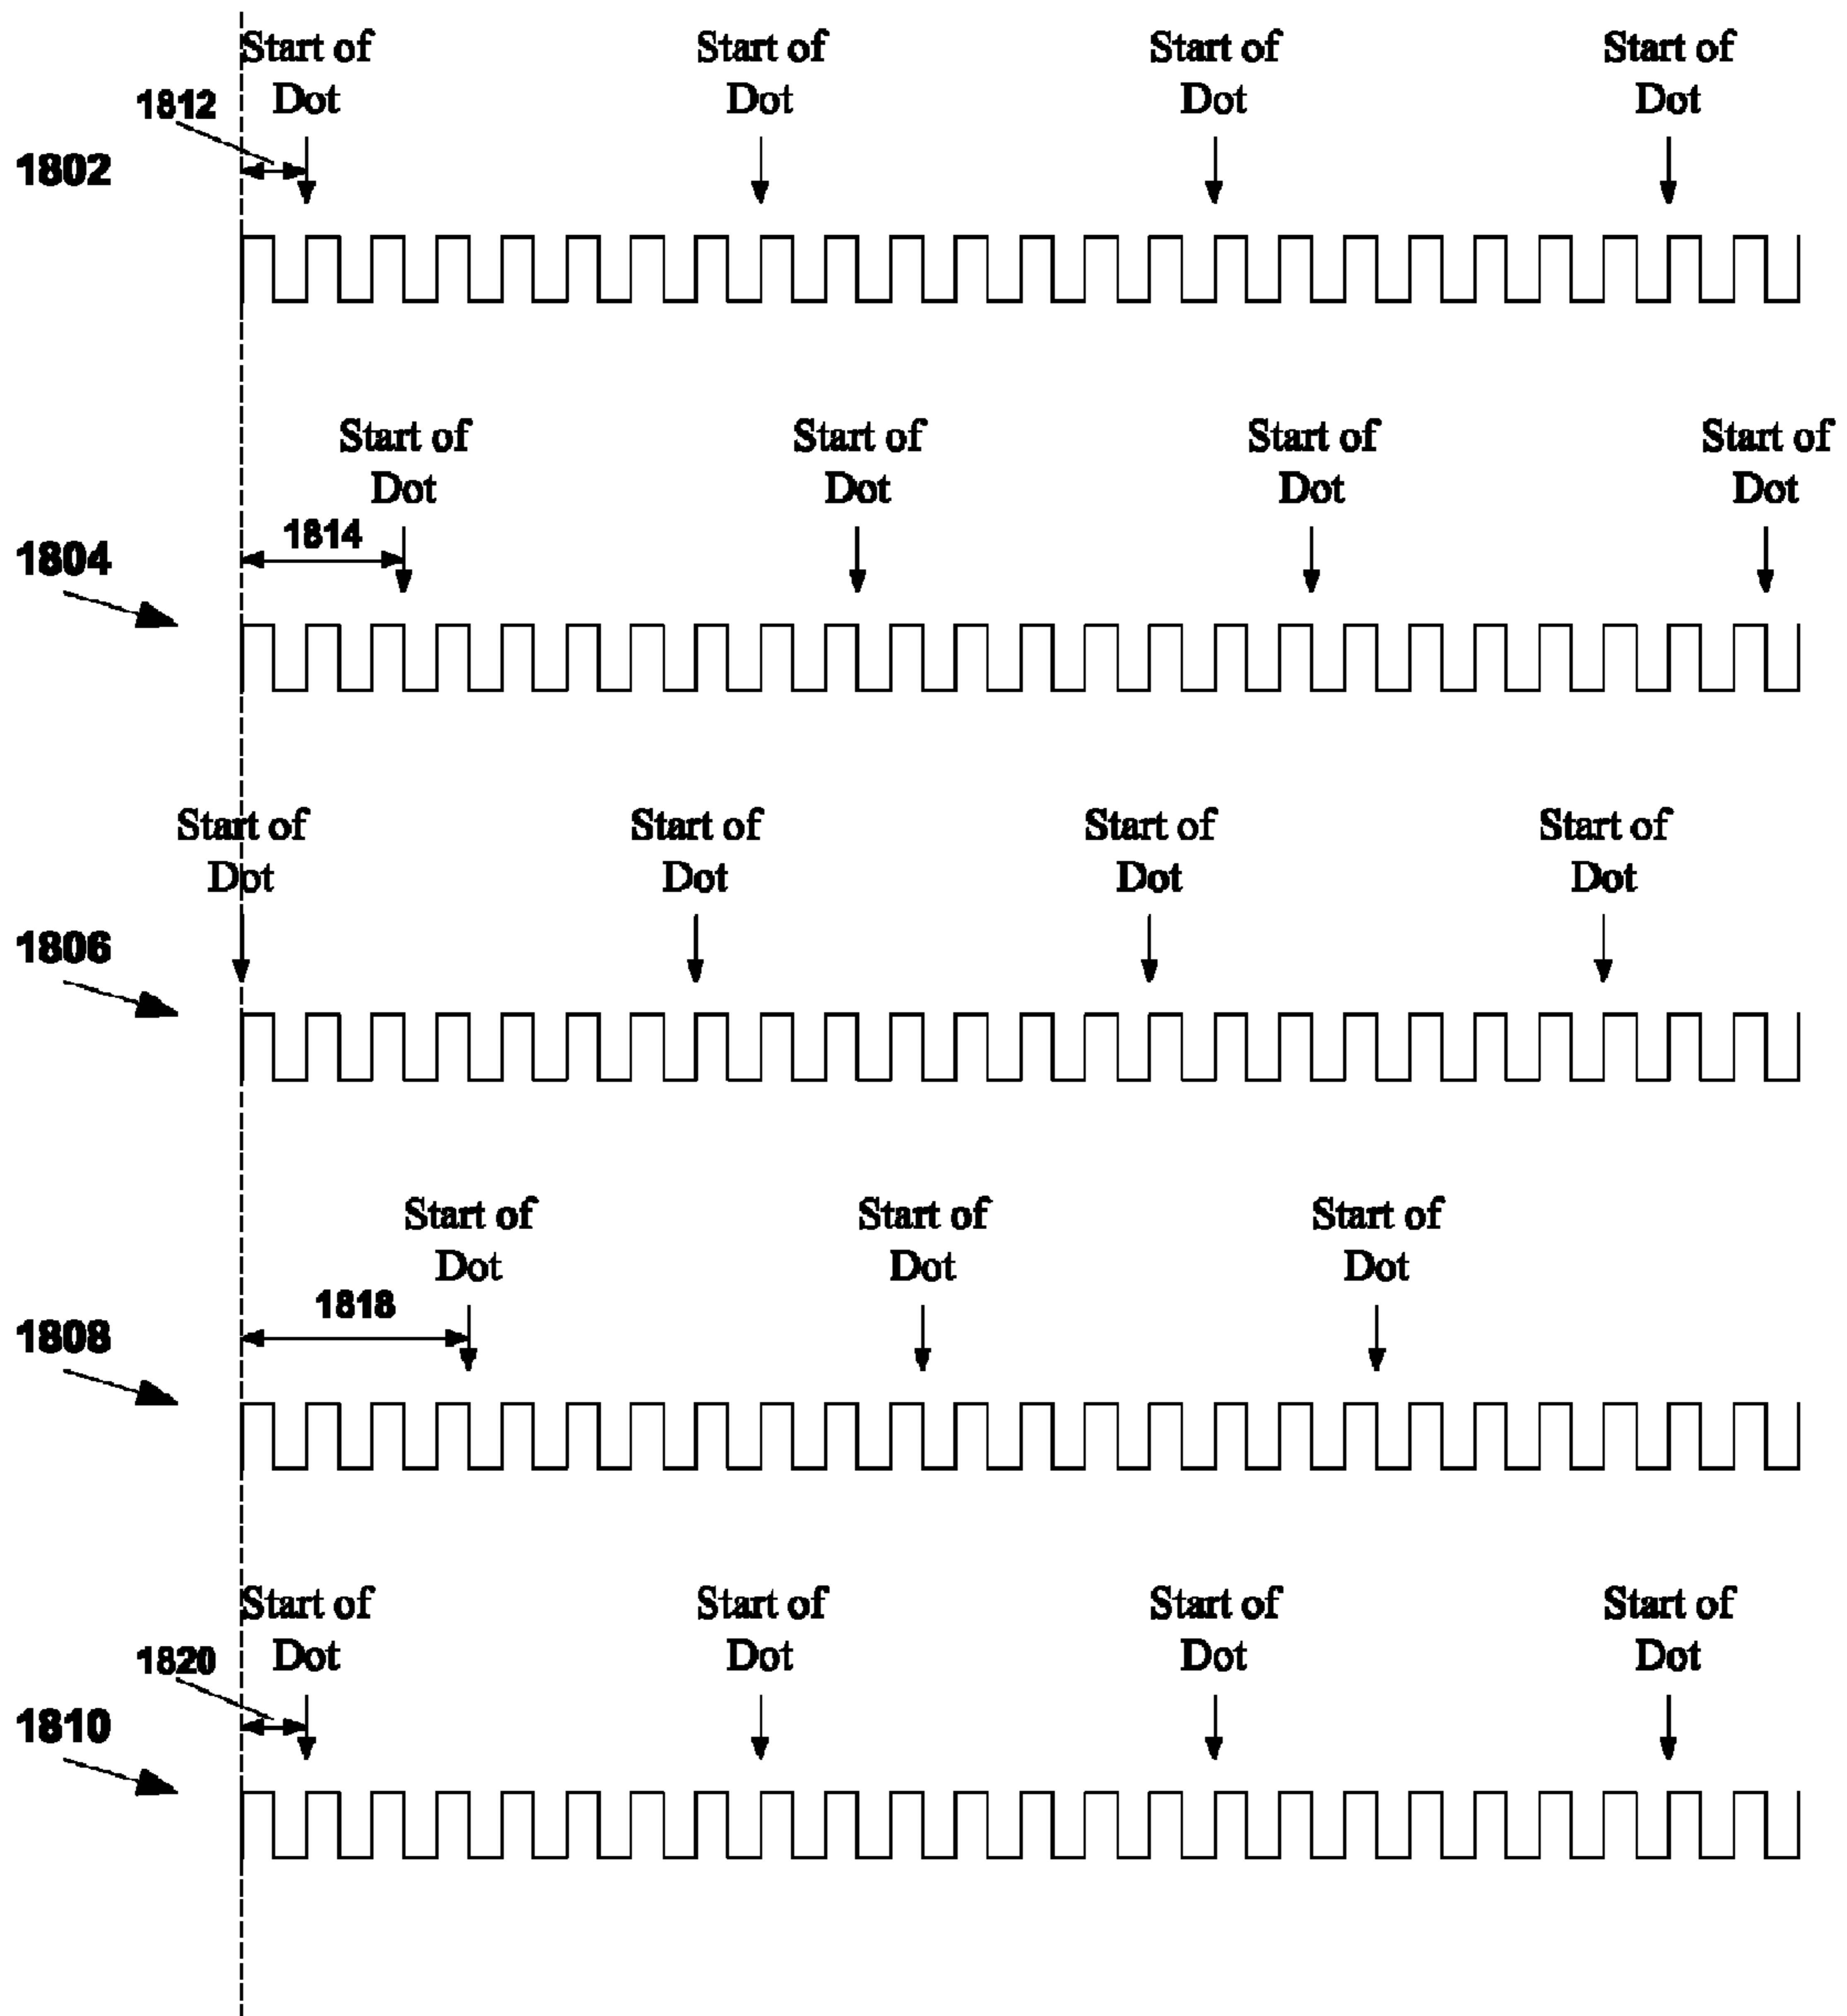 Start of Start of Start of Start of
Dot Dot Dot Dot
1812
1802
Start of Start of Start of Start of
Dot Dot Dot Dot
1814
1804
Start of Start of Start of Start of
Dot Dot Dot Dot
1806
Start of Start of Start of
Dot Dot Dot
1818
1808
Start of Start of Start of Start of
Dot Dot Dot Dot
1820
1810